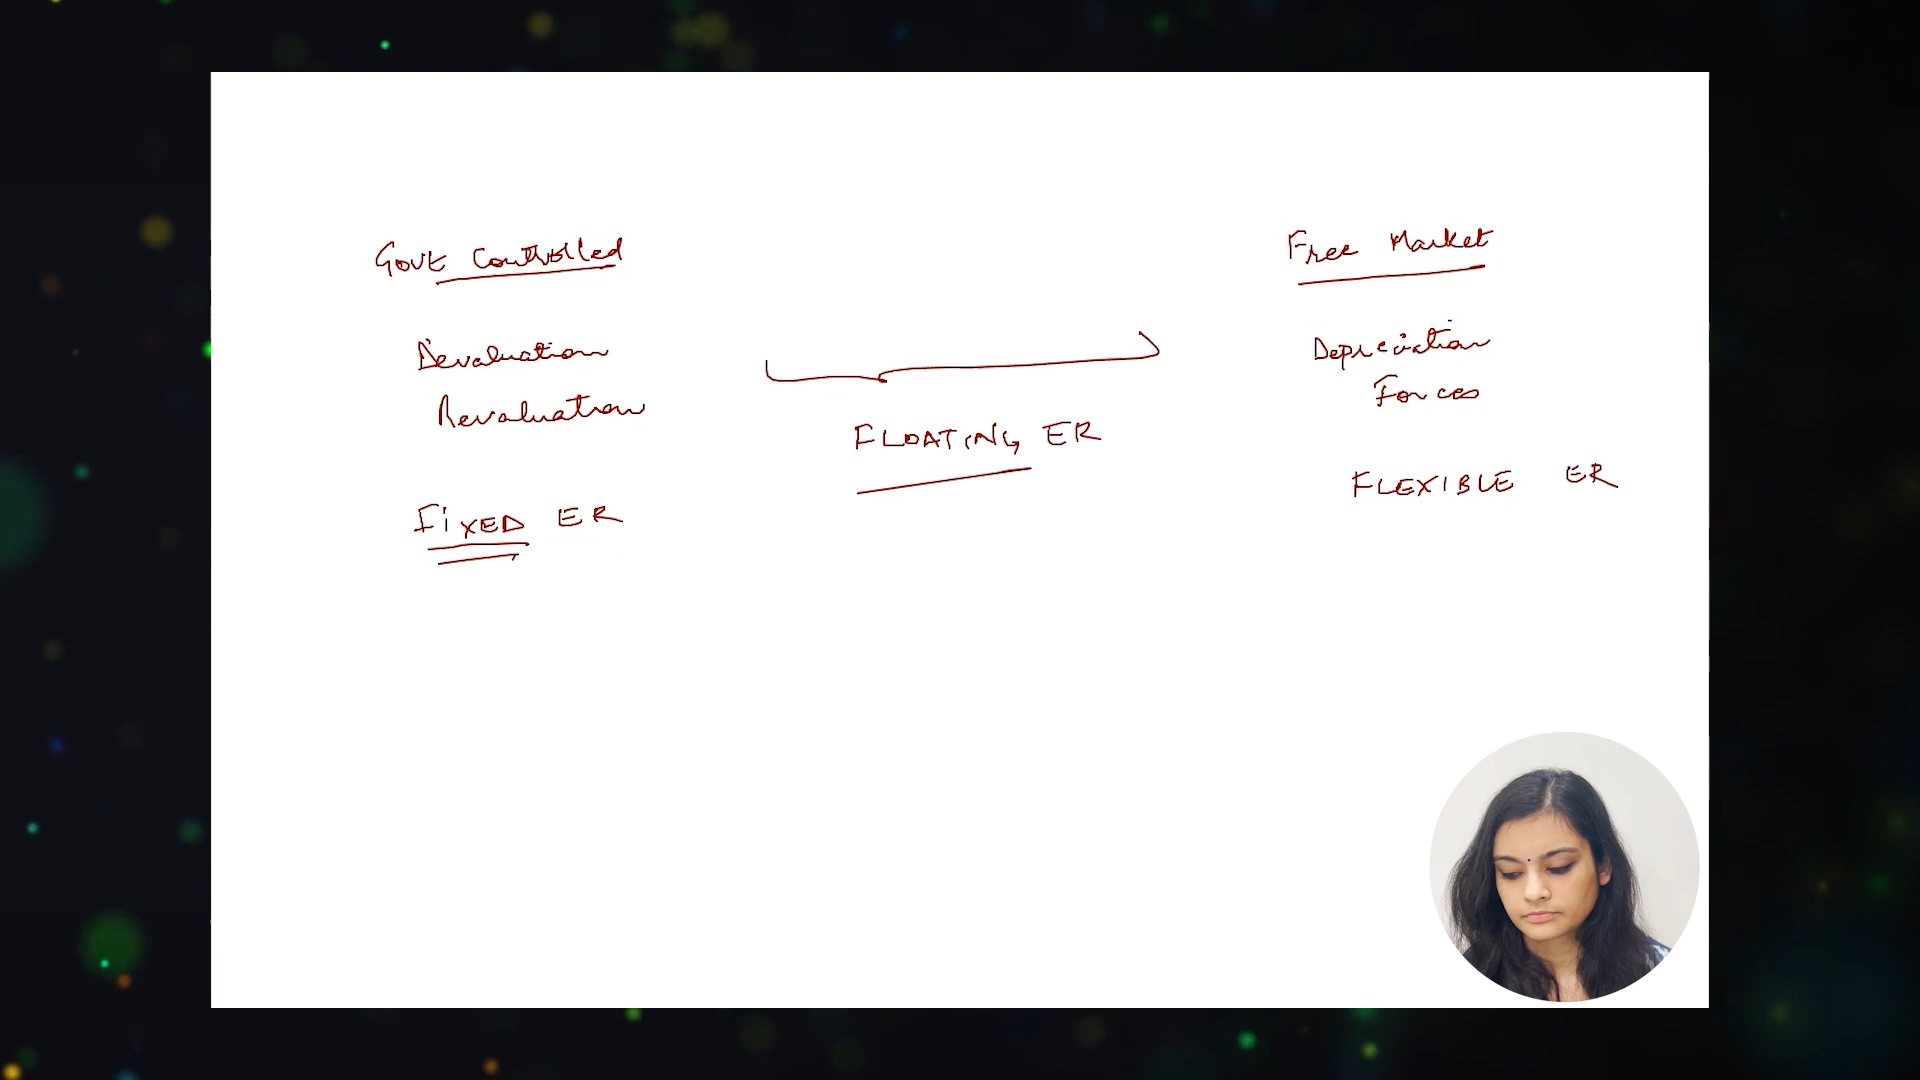 Govt Controlled
Devaluation
Revaluation
FIXED ER
FLOATING ER
Free Market
Depreciation
Forces
FLEXIBLE ER